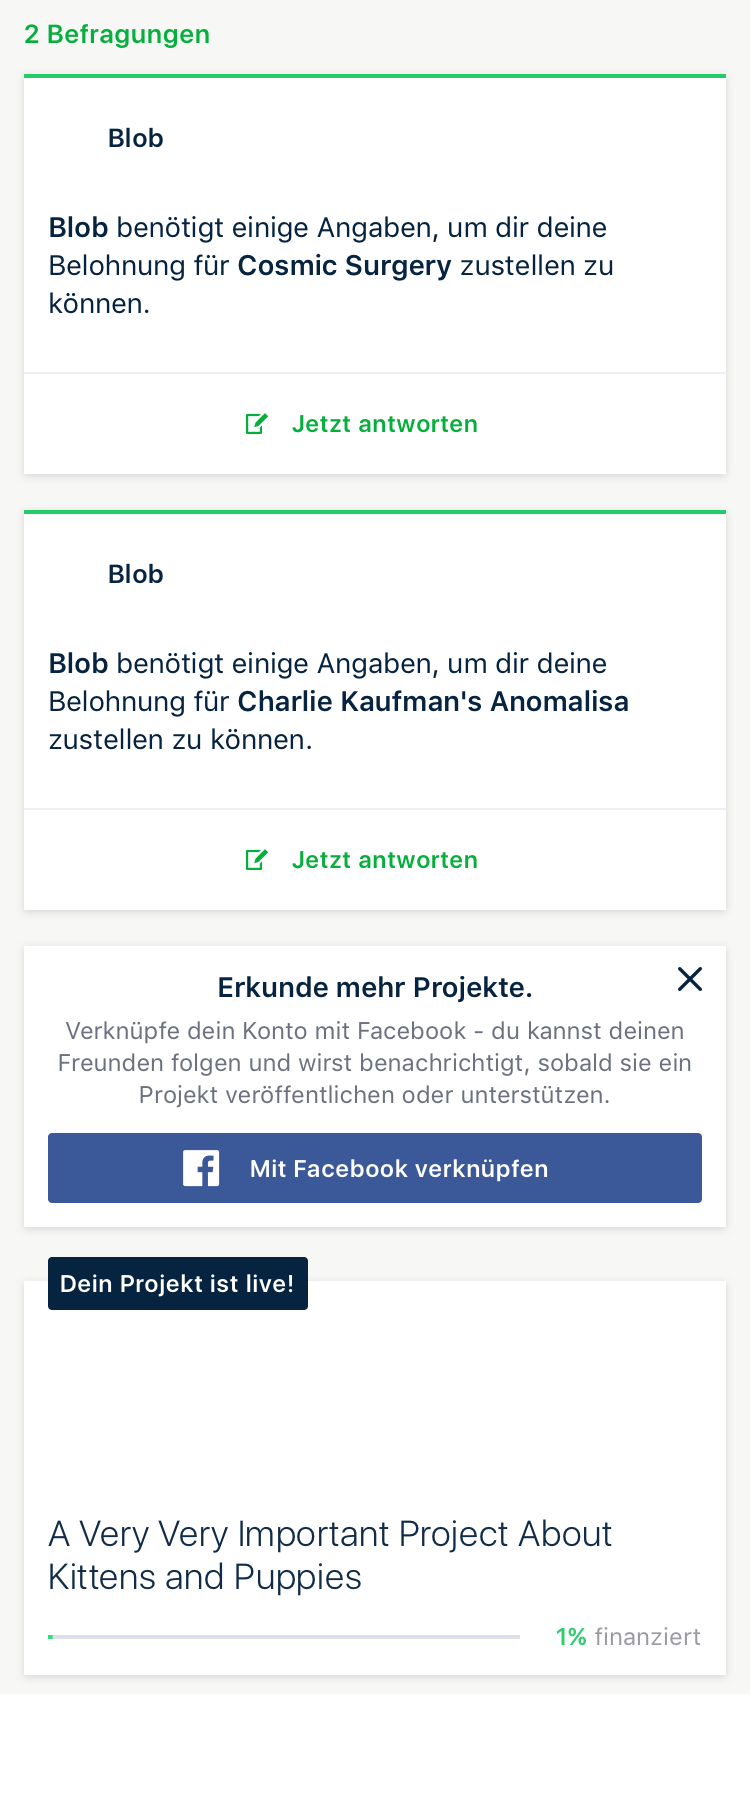 2 Befragungen
Blob
Blob benötigt einige Angaben, um dir deine
Belohnung für Cosmic Surgery zustellen zu
können.
Jetzt antworten
Blob
Blob benötigt einige Angaben, um dir deine
Belohnung für Charlie Kaufman's Anomalisa
zustellen zu können.
Jetzt antworten
Erkunde mehr Projekte.
Verknüpfe dein Konto mit Facebook - du kannst deinen
Freunden folgen und wirst benachrichtigt, sobald sie ein
Projekt veröffentlichen oder unterstützen.
Mit Facebook verknüpfen
Dein Projekt ist live!
A Very Very Important Project About
Kittens and Puppies
1% finanziert